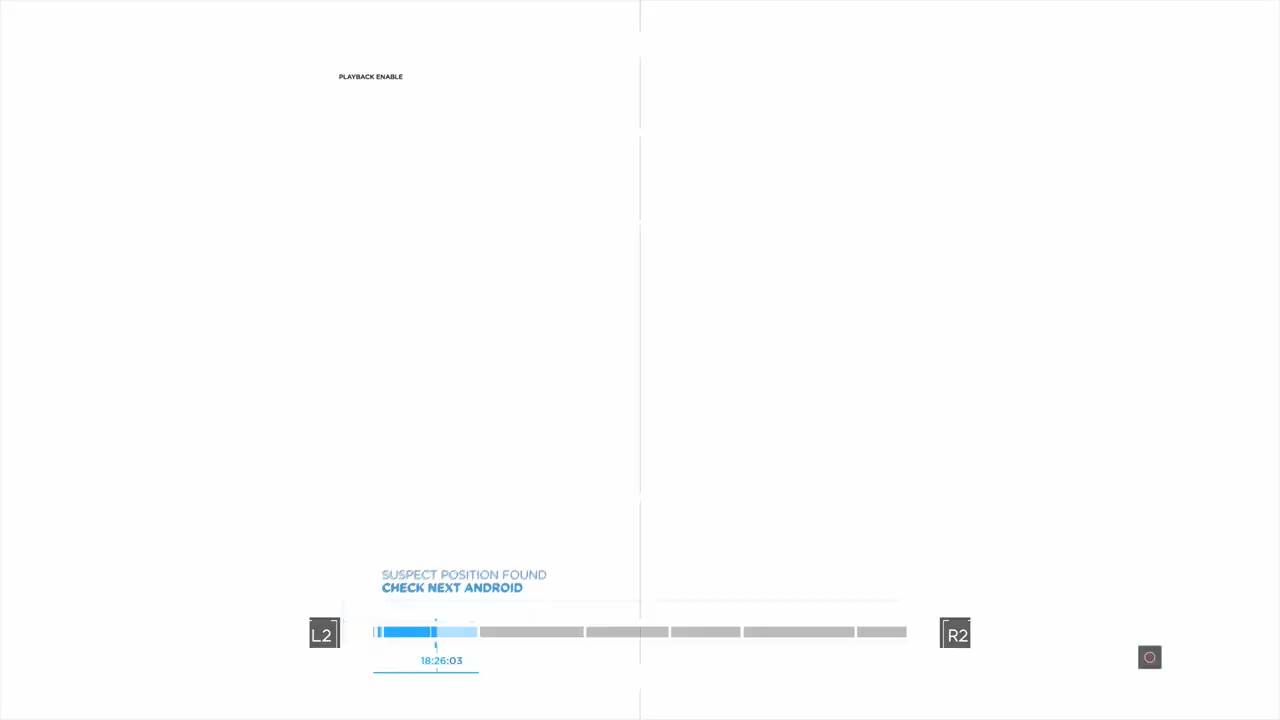 PLAYBACK ENABLE
SUSPECT POSITION FOUND
CHECK NEXT ANDROID
L2
R2
18:26:03